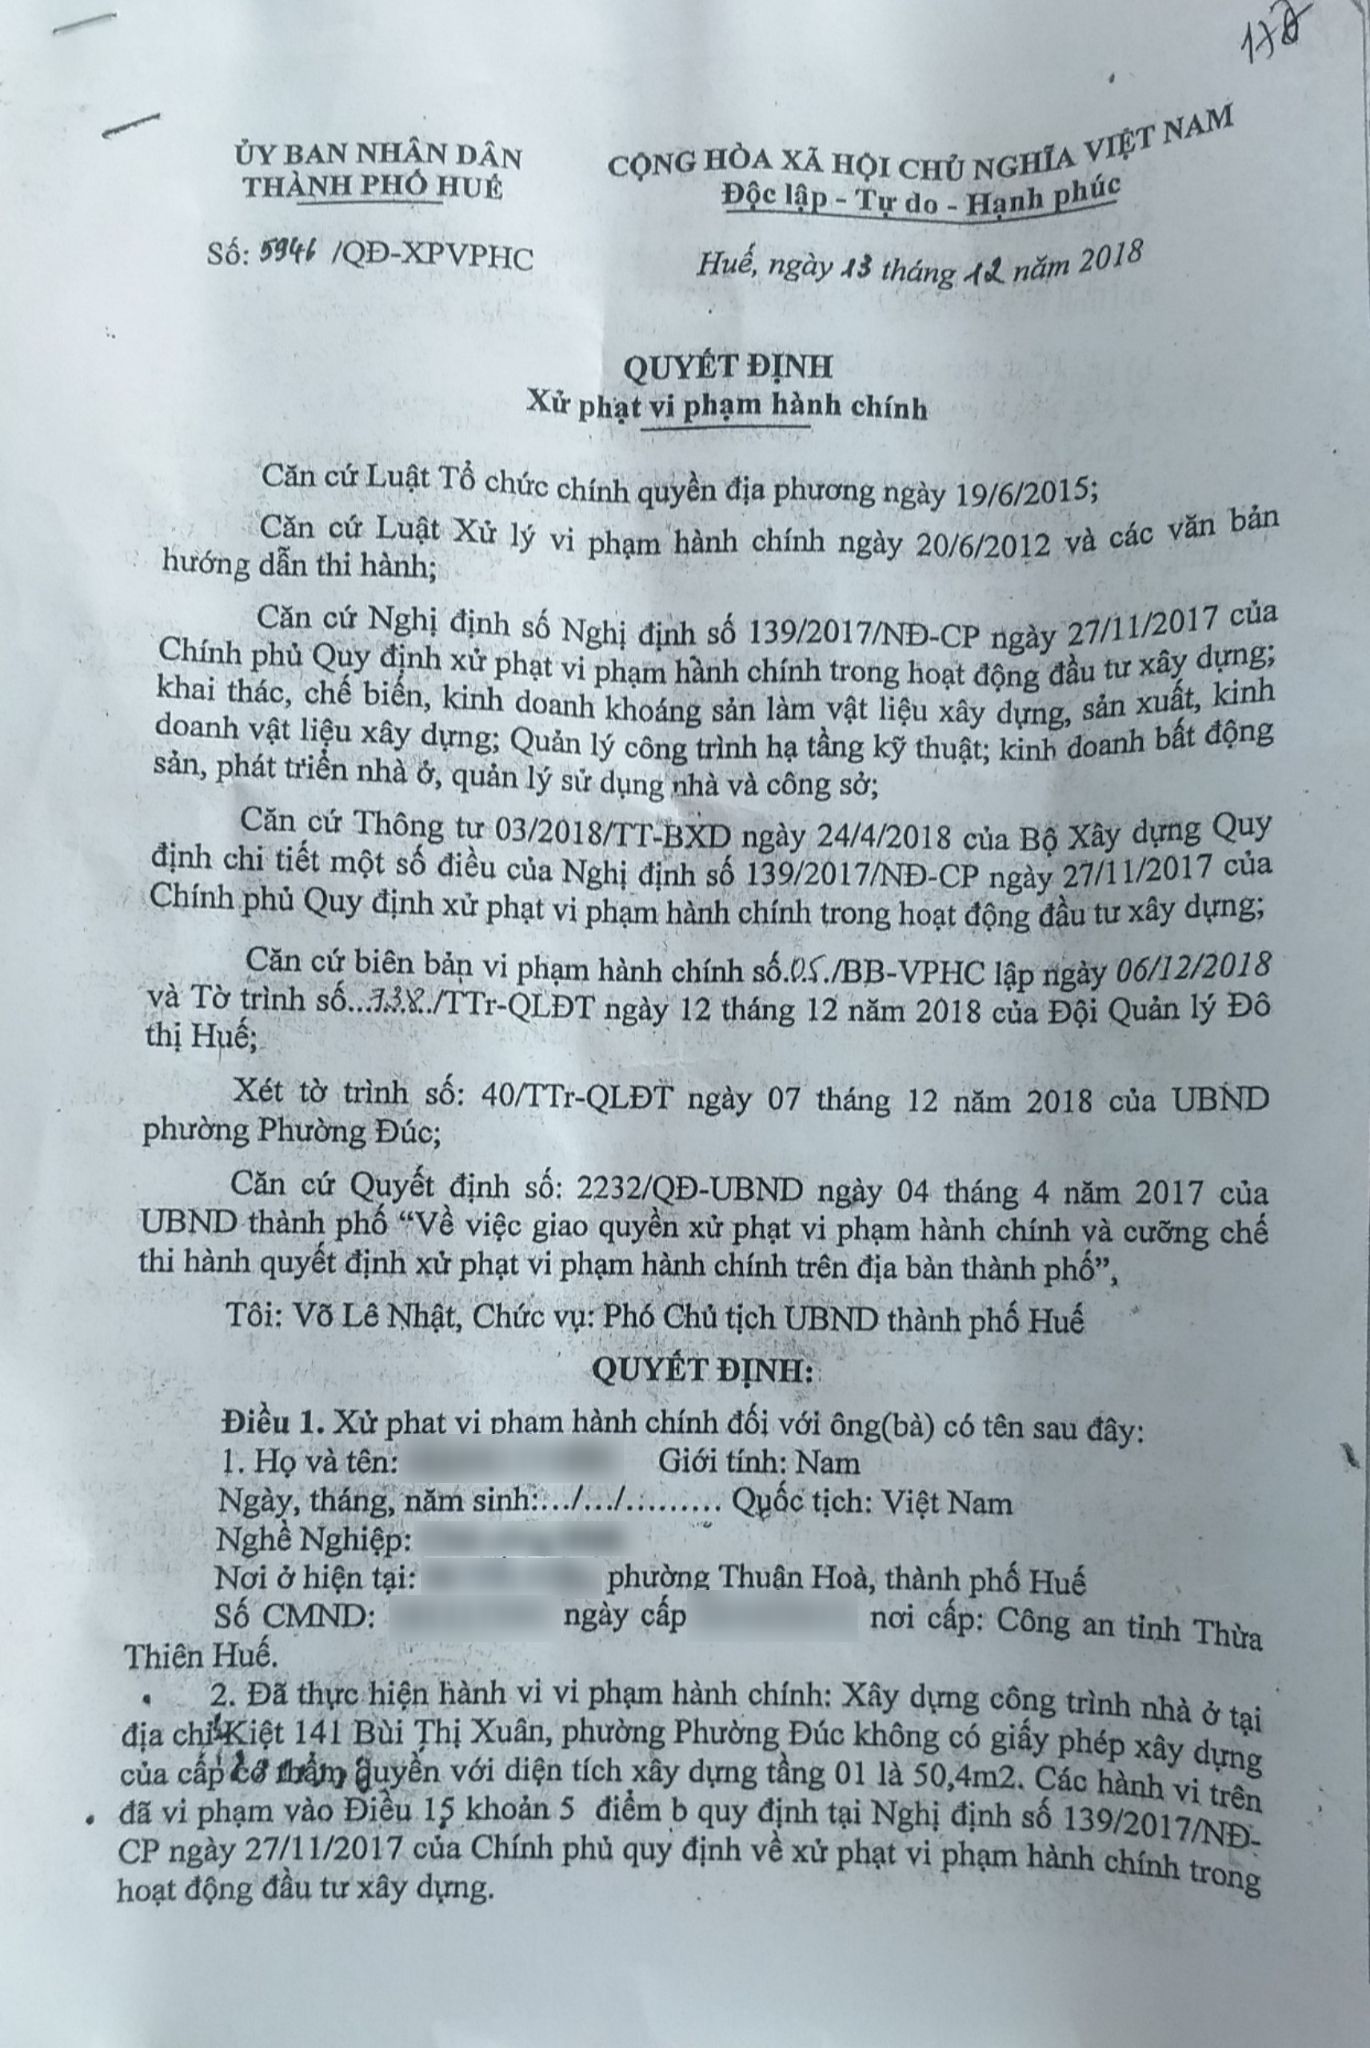 178
ỦY BAN NHÂN DÂN
THÀNH PHỐ HUẾ
CỘNG HÒA XÃ HỘI CHỦ NGHĨA VIỆT NAM
Độc lập - Tự do - Hạnh phúc
Số: 5946 /QĐ-XPVPHC
Huế, ngày 13 tháng 12 năm 2018
QUYẾT ĐỊNH
Xử phạt vi phạm hành chính
Căn cứ Luật Tổ chức chính quyền địa phương ngày 19/6/2015;
Căn cứ Luật Xử lý vi phạm hành chính ngày 20/6/2012 và các văn bản
hướng dẫn thi hành;
Căn cứ Nghị định số Nghị định số 139/2017/NĐ-CP ngày 27/11/2017 của
Chính phủ Quy định xử phạt vi phạm hành chính trong hoạt động đầu tư xây dựng;
khai thác, chế biến, kinh doanh khoáng sản làm vật liệu xây dựng, sản xuất, kinh
doanh vật liệu xây dựng; Quản lý công trình hạ tầng kỹ thuật; kinh doanh bất động
sản, phát triển nhà ở, quản lý sử dụng nhà và công sở;
Căn cứ Thông tư 03/2018/TT-BXD ngày 24/4/2018 của Bộ Xây dựng Quy
định chi tiết một số điều của Nghị định số 139/2017/NĐ-CP ngày 27/11/2017 của
Chính phủ Quy định xử phạt vi phạm hành chính trong hoạt động đầu tư xây dựng;
Căn cứ biên bản vi phạm hành chính số.05./BB-VPHC lập ngày 06/12/2018
và Tờ trình số...738./TTr-QLĐT ngày 12 tháng 12 năm 2018 của Đội Quản lý Đô
thị Huế;
Xét tờ trình số: 40/TTr-QLĐT ngày 07 tháng 12 năm 2018 của UBND
phường Phường Đúc;
Căn cứ Quyết định số: 2232/QĐ-UBND ngày 04 tháng 4 năm 2017 của
UBND thành phố “Về việc giao quyền xử phạt vi phạm hành chính và cưỡng chế
thi hành quyết định xử phạt vi phạm hành chính trên địa bàn thành phố”,
Tôi: Võ Lê Nhật, Chức vụ: Phó Chủ tịch UBND thành phố Huế
QUYẾT ĐỊNH:
Điều 1. Xử phạt vi phạm hành chính đối với ông(bà) có tên sau đây:
1. Họ và tên: Giới tính: Nam
Ngày, tháng, năm sinh:.../.../......... Quốc tịch: Việt Nam
Nghề Nghiệp:
Nơi ở hiện tại: phường Thuận Hoà, thành phố Huế
Số CMND: ngày cấp nơi cấp: Công an tỉnh Thừa
Thiên Huế.
2. Đã thực hiện hành vi vi phạm hành chính: Xây dựng công trình nhà ở tại
địa chỉ Kiệt 141 Bùi Thị Xuân, phường Phường Đúc không có giấy phép xây dựng
của cấp có thẩm quyền với diện tích xây dựng tầng 01 là 50,4m2. Các hành vi trên
đã vi phạm vào Điều 15 khoản 5 điểm b quy định tại Nghị định số 139/2017/NĐ-
CP ngày 27/11/2017 của Chính phủ quy định về xử phạt vi phạm hành chính trong
hoạt động đầu tư xây dựng.